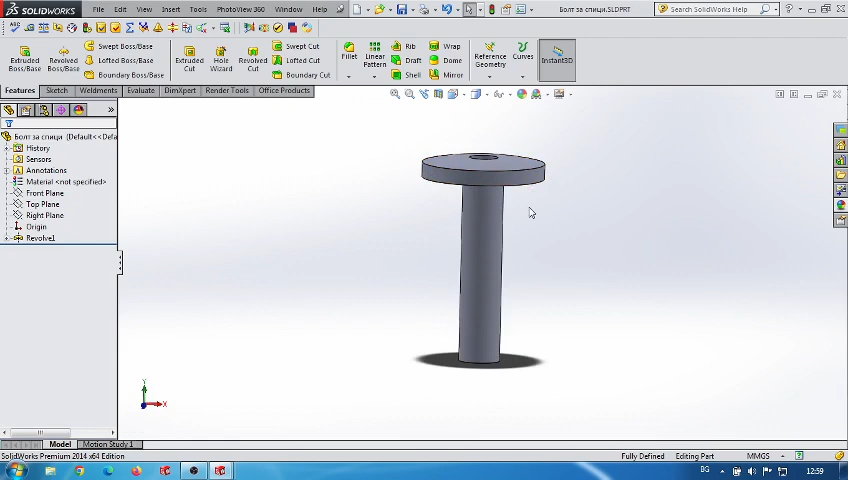 SOLIDWORKS File Edit View Insert Tools PhotoView 360 Window Help Болт за спици.SLDPRT Search SolidWorks Help
Extruded Boss/Base
Revolved Boss/Base
Swept Boss/Base
Lofted Boss/Base
Boundary Boss/Base
Extruded Cut
Hole Wizard
Revolved Cut
Swept Cut
Lofted Cut
Boundary Cut
Fillet
Linear Pattern
Rib
Draft
Shell
Wrap
Dome
Mirror
Reference Geometry
Curves
Instant3D
Features Sketch Weldments Evaluate DimXpert Render Tools Office Products
Болт за спици (Default<<Defa
History
Sensors
Annotations
Material <not specified>
Front Plane
Top Plane
Right Plane
Origin
Revolve1
Y
X
Model Motion Study 1
SolidWorks Premium 2014 x64 Edition Fully Defined Editing Part MMGS
BG 12:59